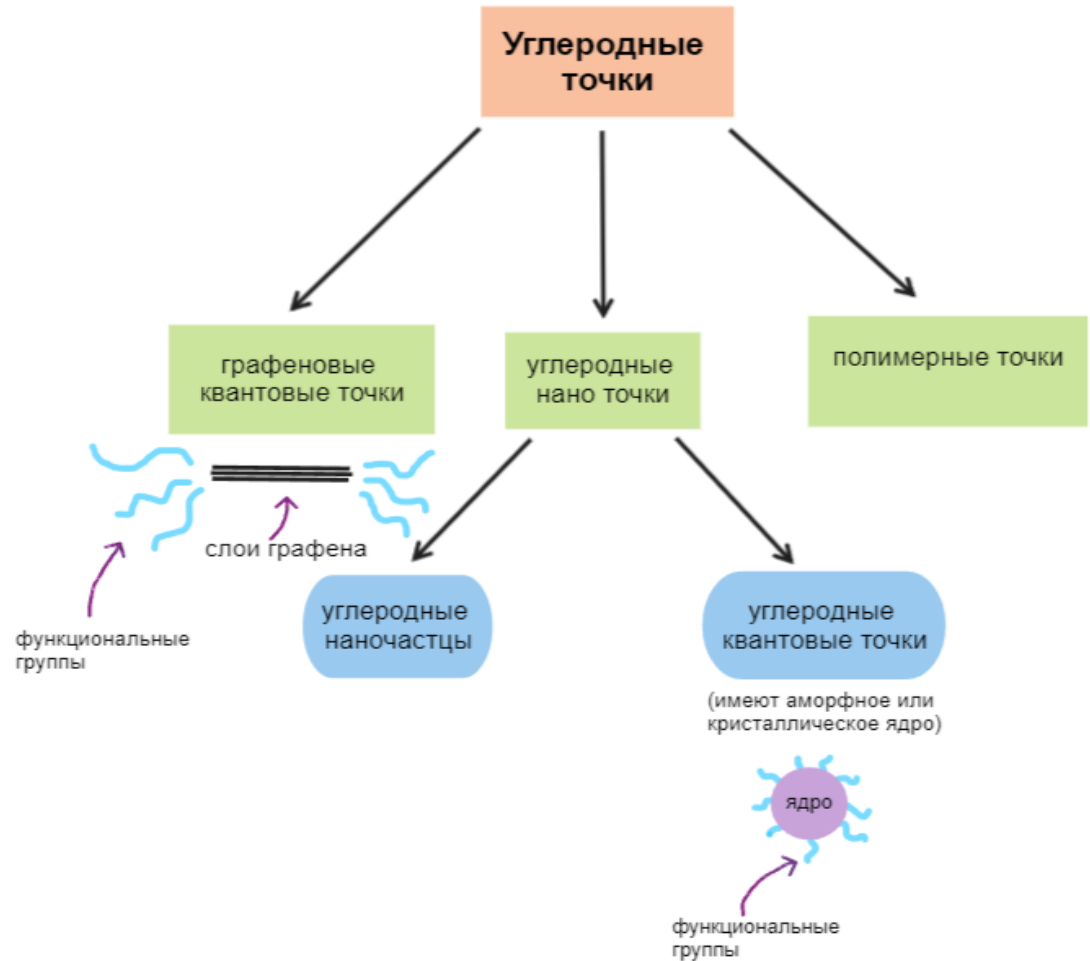 Углеродные
точки
графеновые
квантовые точки
углеродные
нано точки
полимерные точки
слои графена
функциональные
группы
углеродные
наночастцы
углеродные
квантовые точки
(имеют аморфное или
кристаллическое ядро)
ядро
функциональные
группы